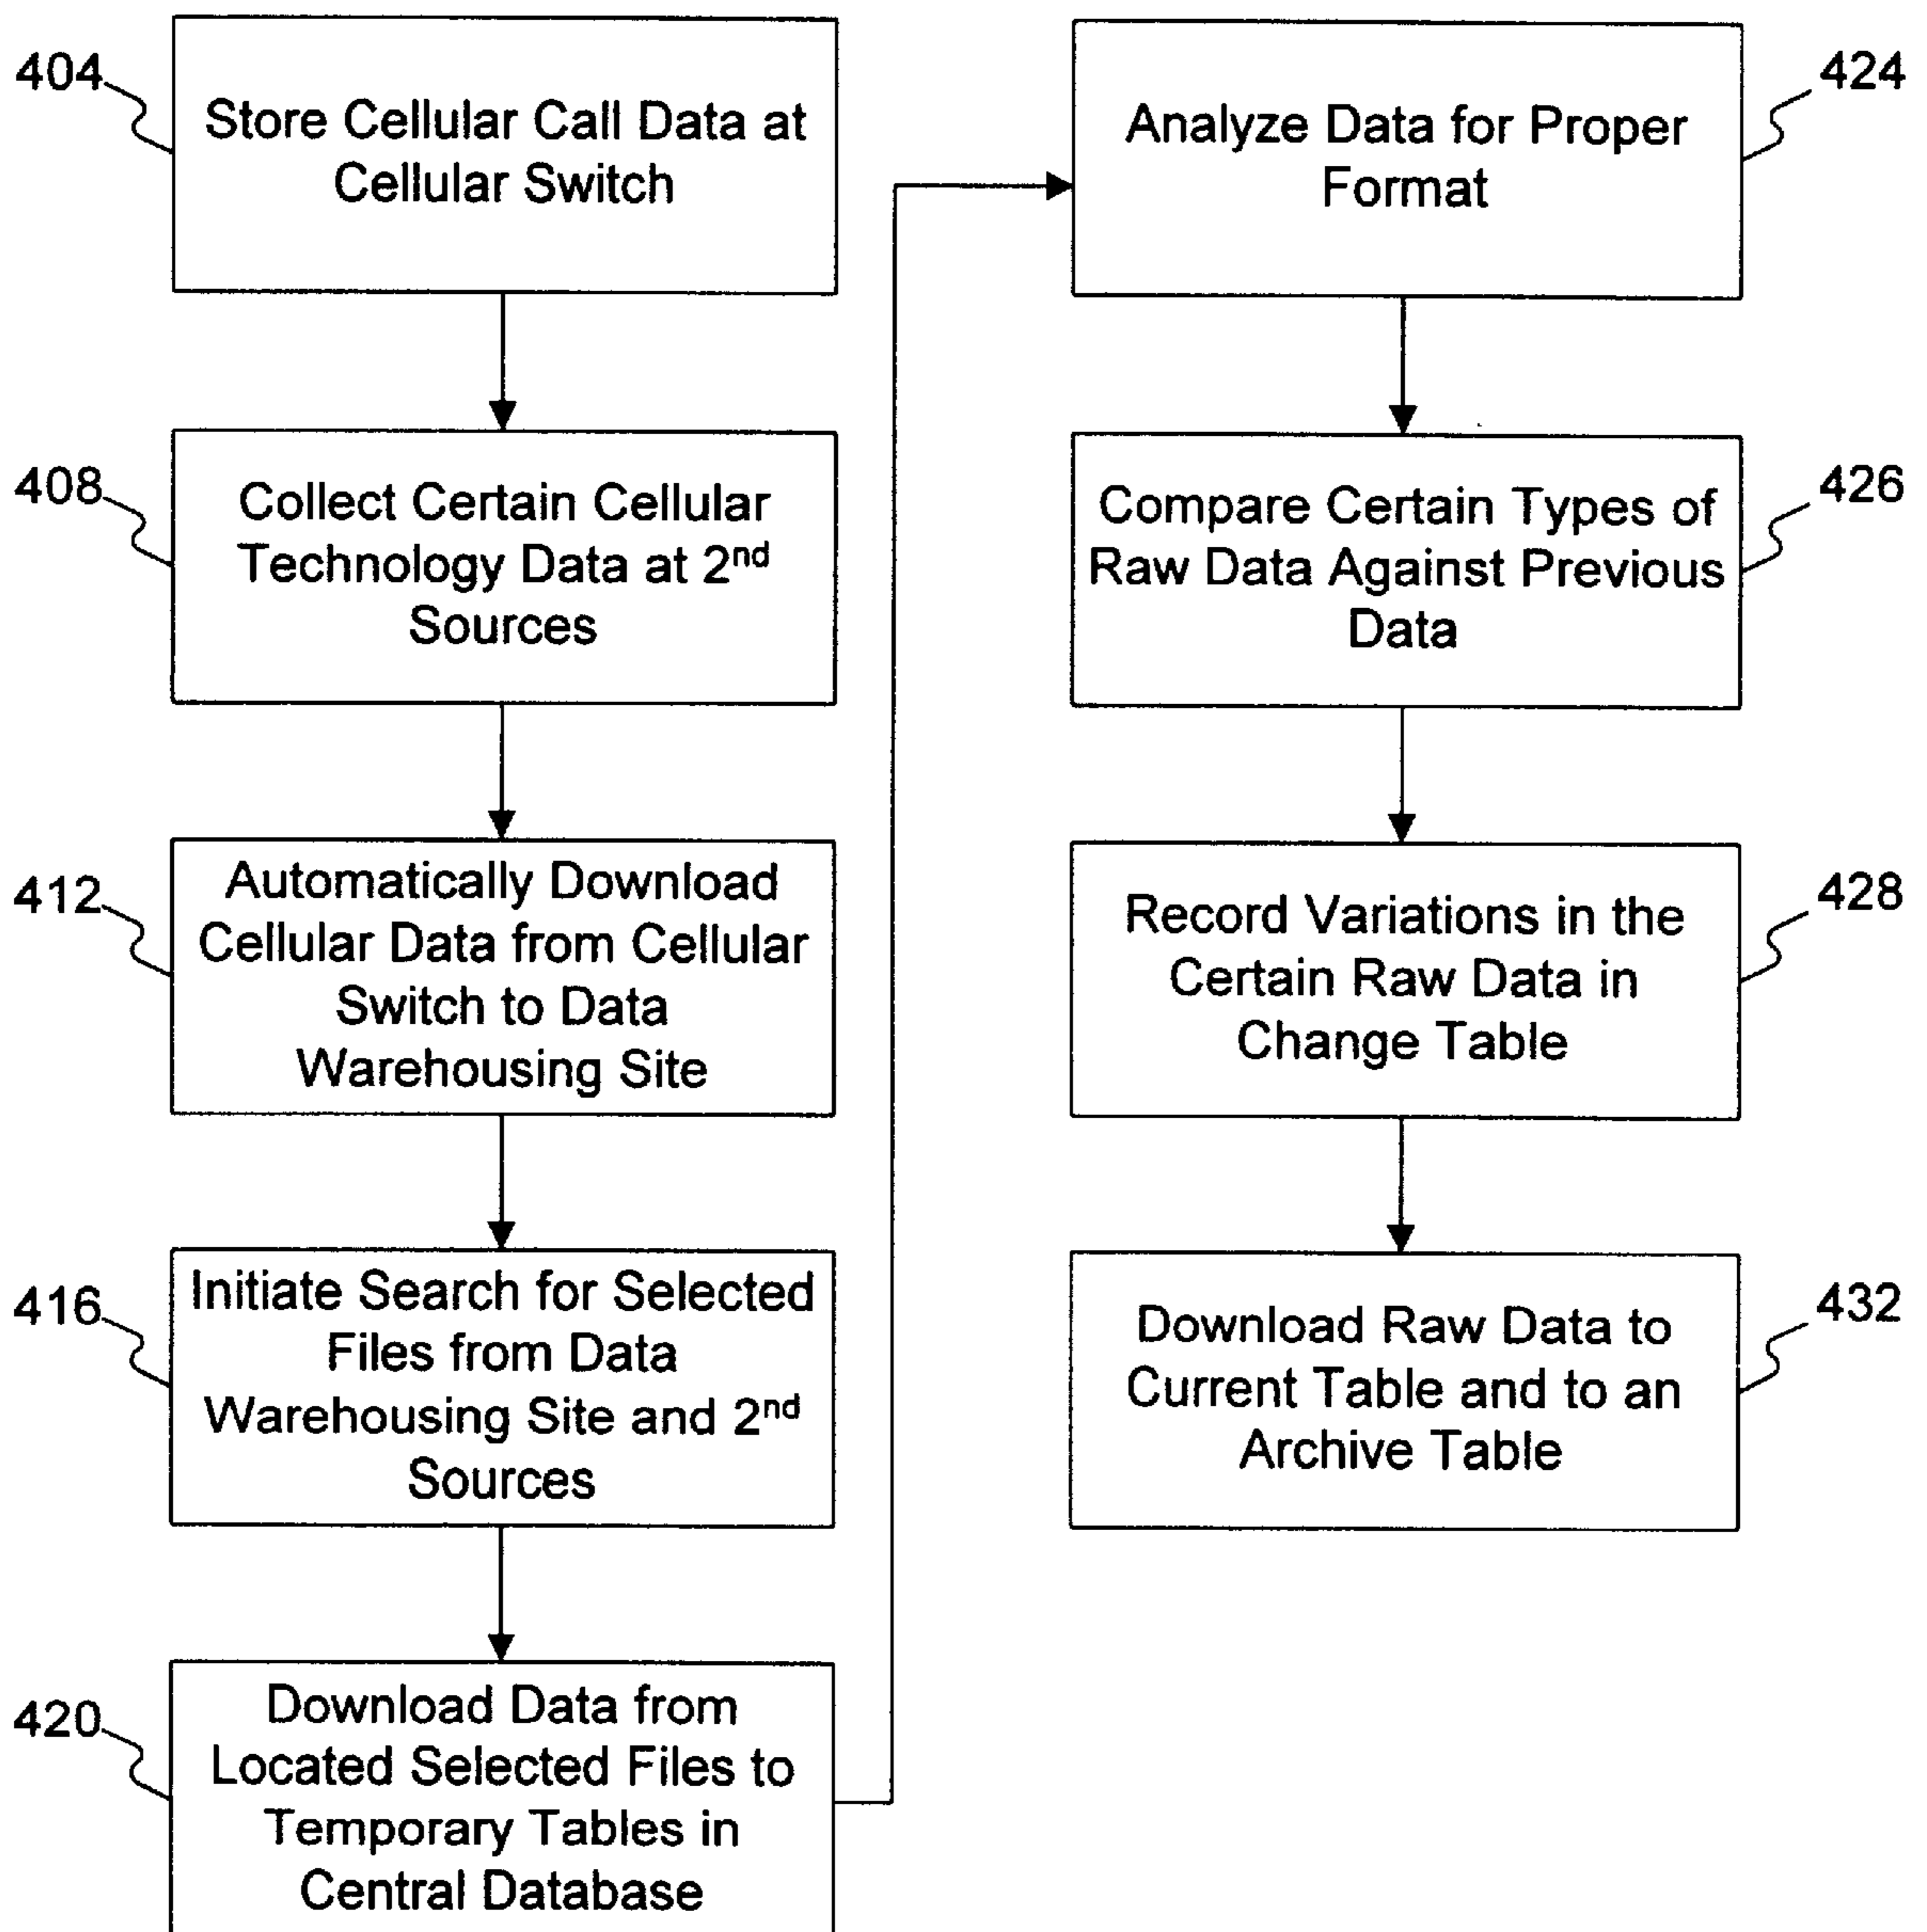 404
Store Cellular Call Data at
Cellular Switch
408
Collect Certain Cellular
Technology Data at 2nd
Sources
412
Automatically Download
Cellular Data from Cellular
Switch to Data
Warehousing Site
416
Initiate Search for Selected
Files from Data
Warehousing Site and 2nd
Sources
420
Download Data from
Located Selected Files to
Temporary Tables in
Central Database
424
Analyze Data for Proper
Format
426
Compare Certain Types of
Raw Data Against Previous
Data
428
Record Variations in the
Certain Raw Data in
Change Table
432
Download Raw Data to
Current Table and to an
Archive Table